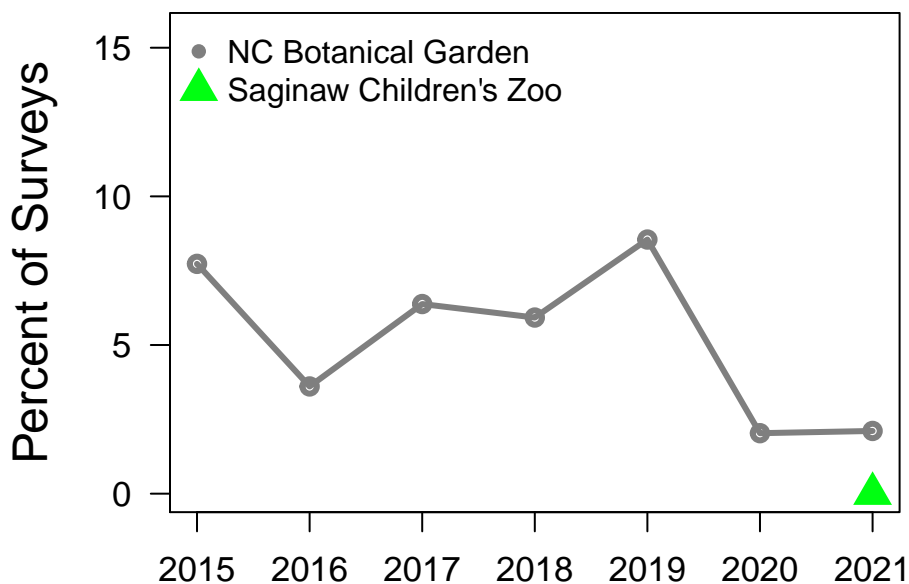 NC Botanical Garden
Saginaw Children's Zoo
Percent of Surveys
15
10
5
0
2015 2016 2017 2018 2019 2020 2021